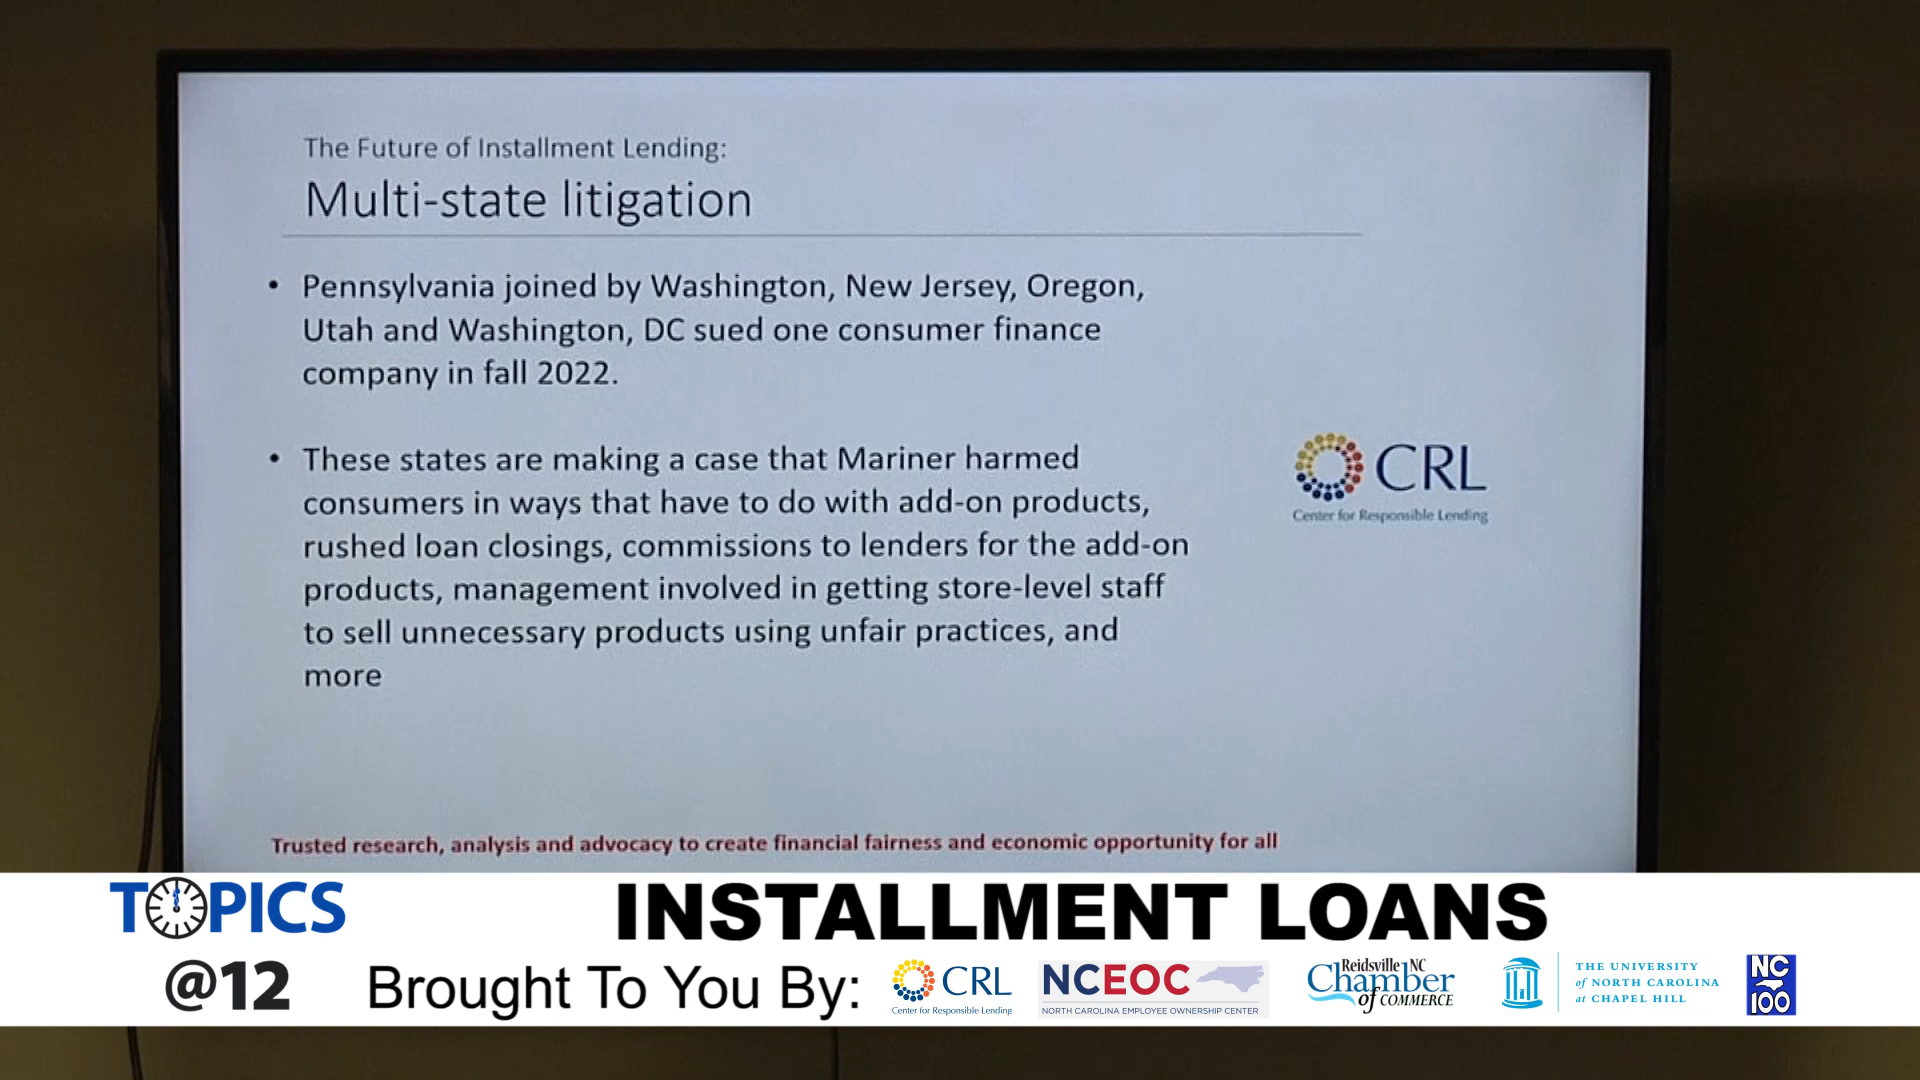 The Future of Installment Lending:
Multi-state litigation
• Pennsylvania joined by Washington, New Jersey, Oregon,
Utah and Washington, DC sued one consumer finance
company in fall 2022.
• These states are making a case that Mariner harmed
consumers in ways that have to do with add-on products,
rushed loan closings, commissions to lenders for the add-on
products, management involved in getting store-level staff
to sell unnecessary products using unfair practices, and
more
CRL
Center for Responsible Lending
Trusted research, analysis and advocacy to create financial fairness and economic opportunity for all
TOPICS
@12
INSTALLMENT LOANS
Brought To You By:
CRL
Center for Responsible Lending
NCEOC
NORTH CAROLINA EMPLOYEE OWNERSHIP CENTER
Reidsville NC
Chamber
of COMMERCE
THE UNIVERSITY
of NORTH CAROLINA
at CHAPEL HILL
NC
100